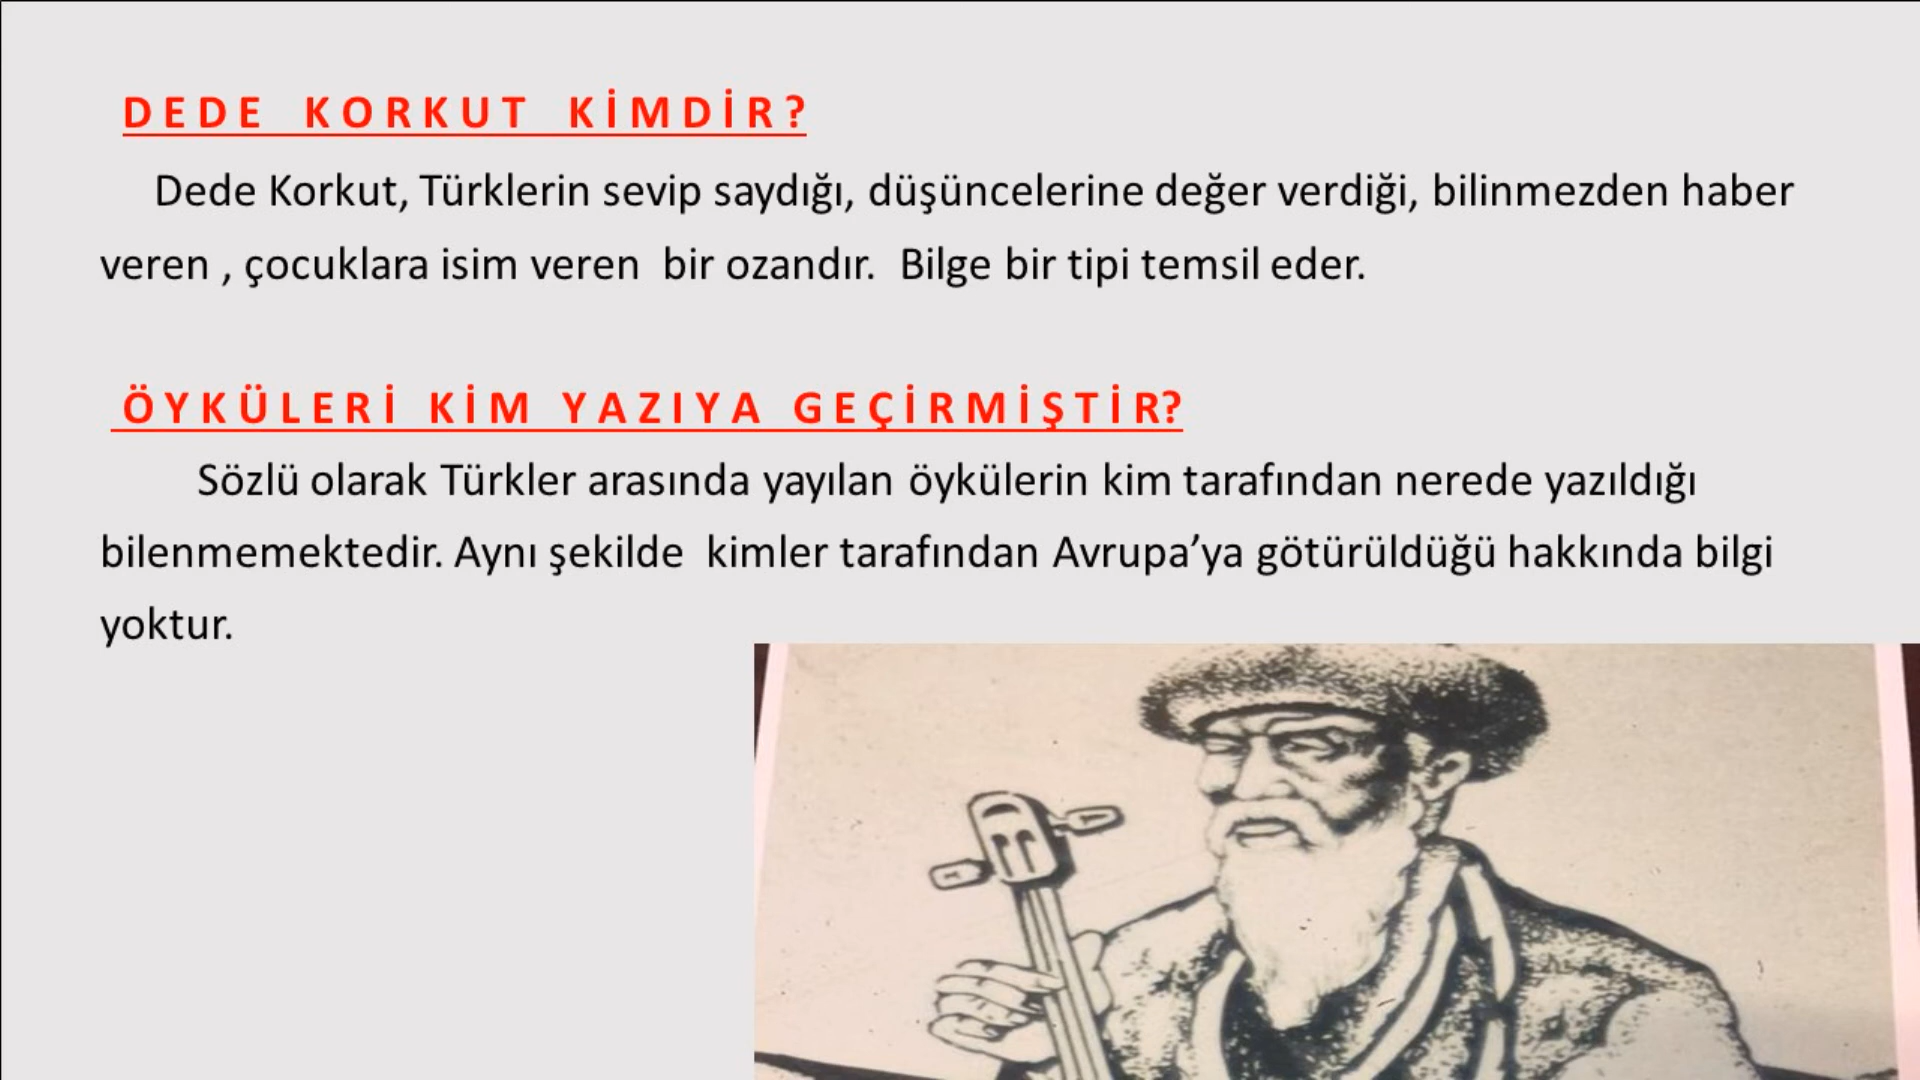 DEDE KORKUT KİMDİR?
Dede Korkut, Türklerin sevip saydığı, düşüncelerine değer verdiği, bilinmezden haber
veren , çocuklara isim veren bir ozandır. Bilge bir tipi temsil eder.
ÖYKÜLERİ KİM YAZIYA GEÇİRMİŞTİR?
Sözlü olarak Türkler arasında yayılan öykülerin kim tarafından nerede yazıldığı
bilenmemektedir. Aynı şekilde kimler tarafından Avrupa’ya götürüldüğü hakkında bilgi
yoktur.